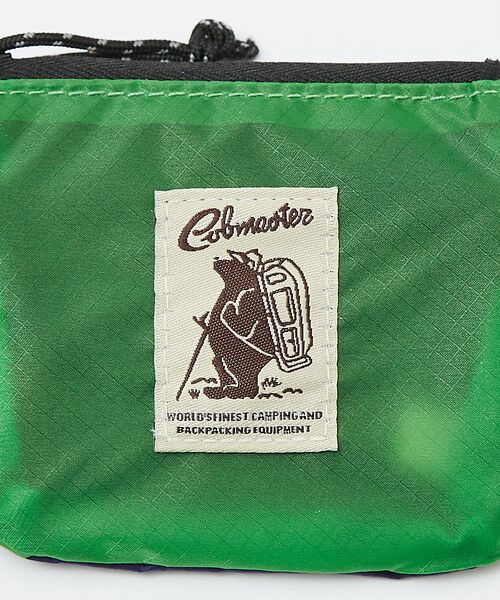 Cobmaster
WORLD'S FINEST CAMPING AND
BACKPACKING EQUIPMENT